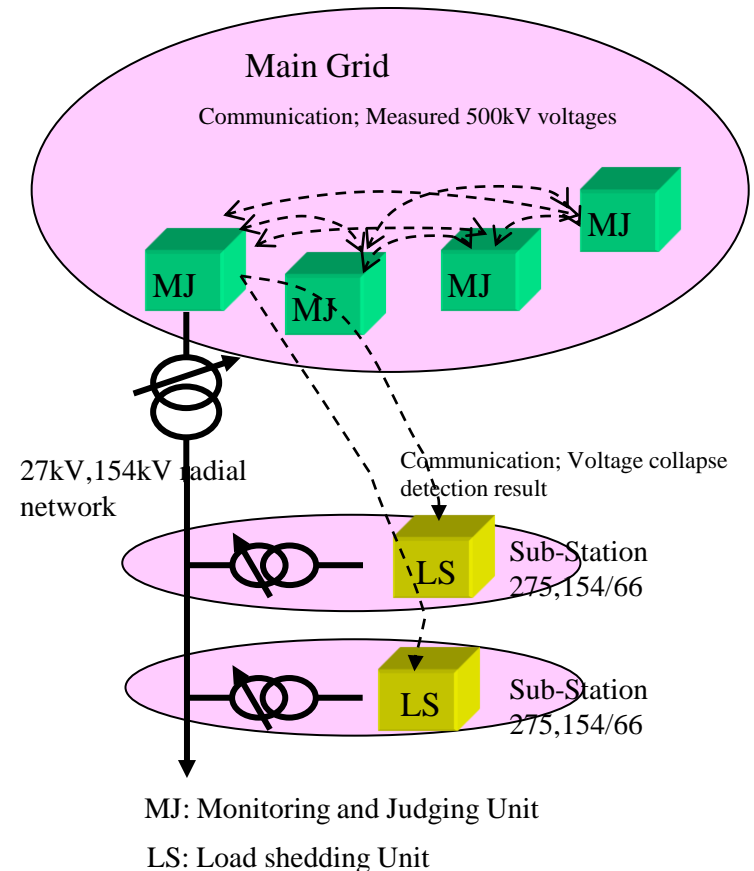 Main Grid
Communication; Measured 500kV voltages
MJ
MJ
MJ
MJ
27kV,154kV radial
network
Communication; Voltage collapse
detection result
LS
Sub-Station
275,154/66
LS
Sub-Station
275,154/66
MJ: Monitoring and Judging Unit
LS: Load shedding Unit